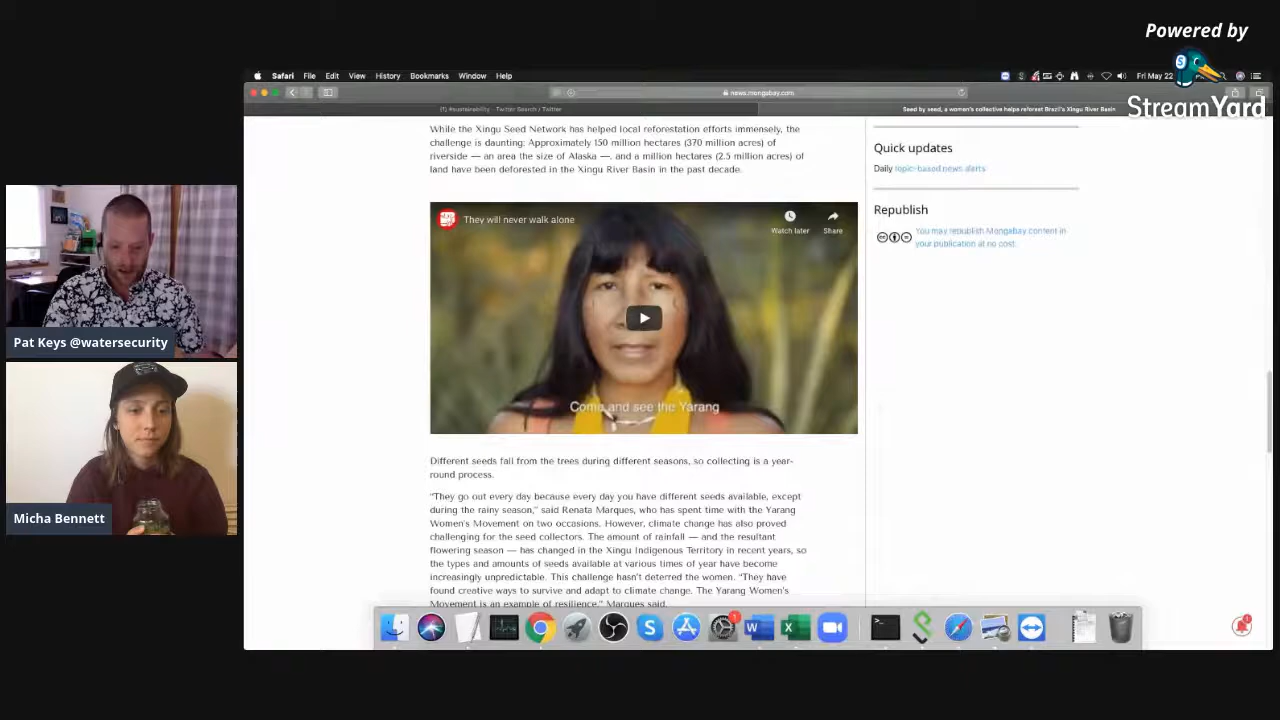 Powered by
StreamYard
Safari File Edit View History Bookmarks Window Help
Fri May 22
news.mongabay.com
#sustainability - Twitter Search / Twitter
Seed by seed, a women's collective helps reforest Brazil's Xingu River Basin
While the Xingu Seed Network has helped local reforestation efforts immensely, the
challenge is daunting: Approximately 150 million hectares (370 million acres) of
riverside — an area the size of Alaska —, and a million hectares (2.5 million acres) of
land have been deforested in the Xingu River Basin in the past decade.
They will never walk alone
Watch later
Share
Come and see the Yarang
Different seeds fall from the trees during different seasons, so collecting is a year-
round process.
“They go out every day because every day you have different seeds available, except
during the rainy season,” said Renata Marques, who has spent time with the Yarang
Women's Movement on two occasions. However, climate change has also proved
challenging for the seed collectors. The amount of rainfall — and the resultant
flowering season — has changed in the Xingu Indigenous Territory in recent years, so
the types and amounts of seeds available at various times of year have become
increasingly unpredictable. This challenge hasn't deterred the women. “They have
found creative ways to survive and adapt to climate change. The Yarang Women's
Movement is an example of resilience,” Marques said.
Quick updates
Daily topic-based news alerts
Republish
You may republish Mongabay content in
your publication at no cost.
Pat Keys @watersecurity
Micha Bennett